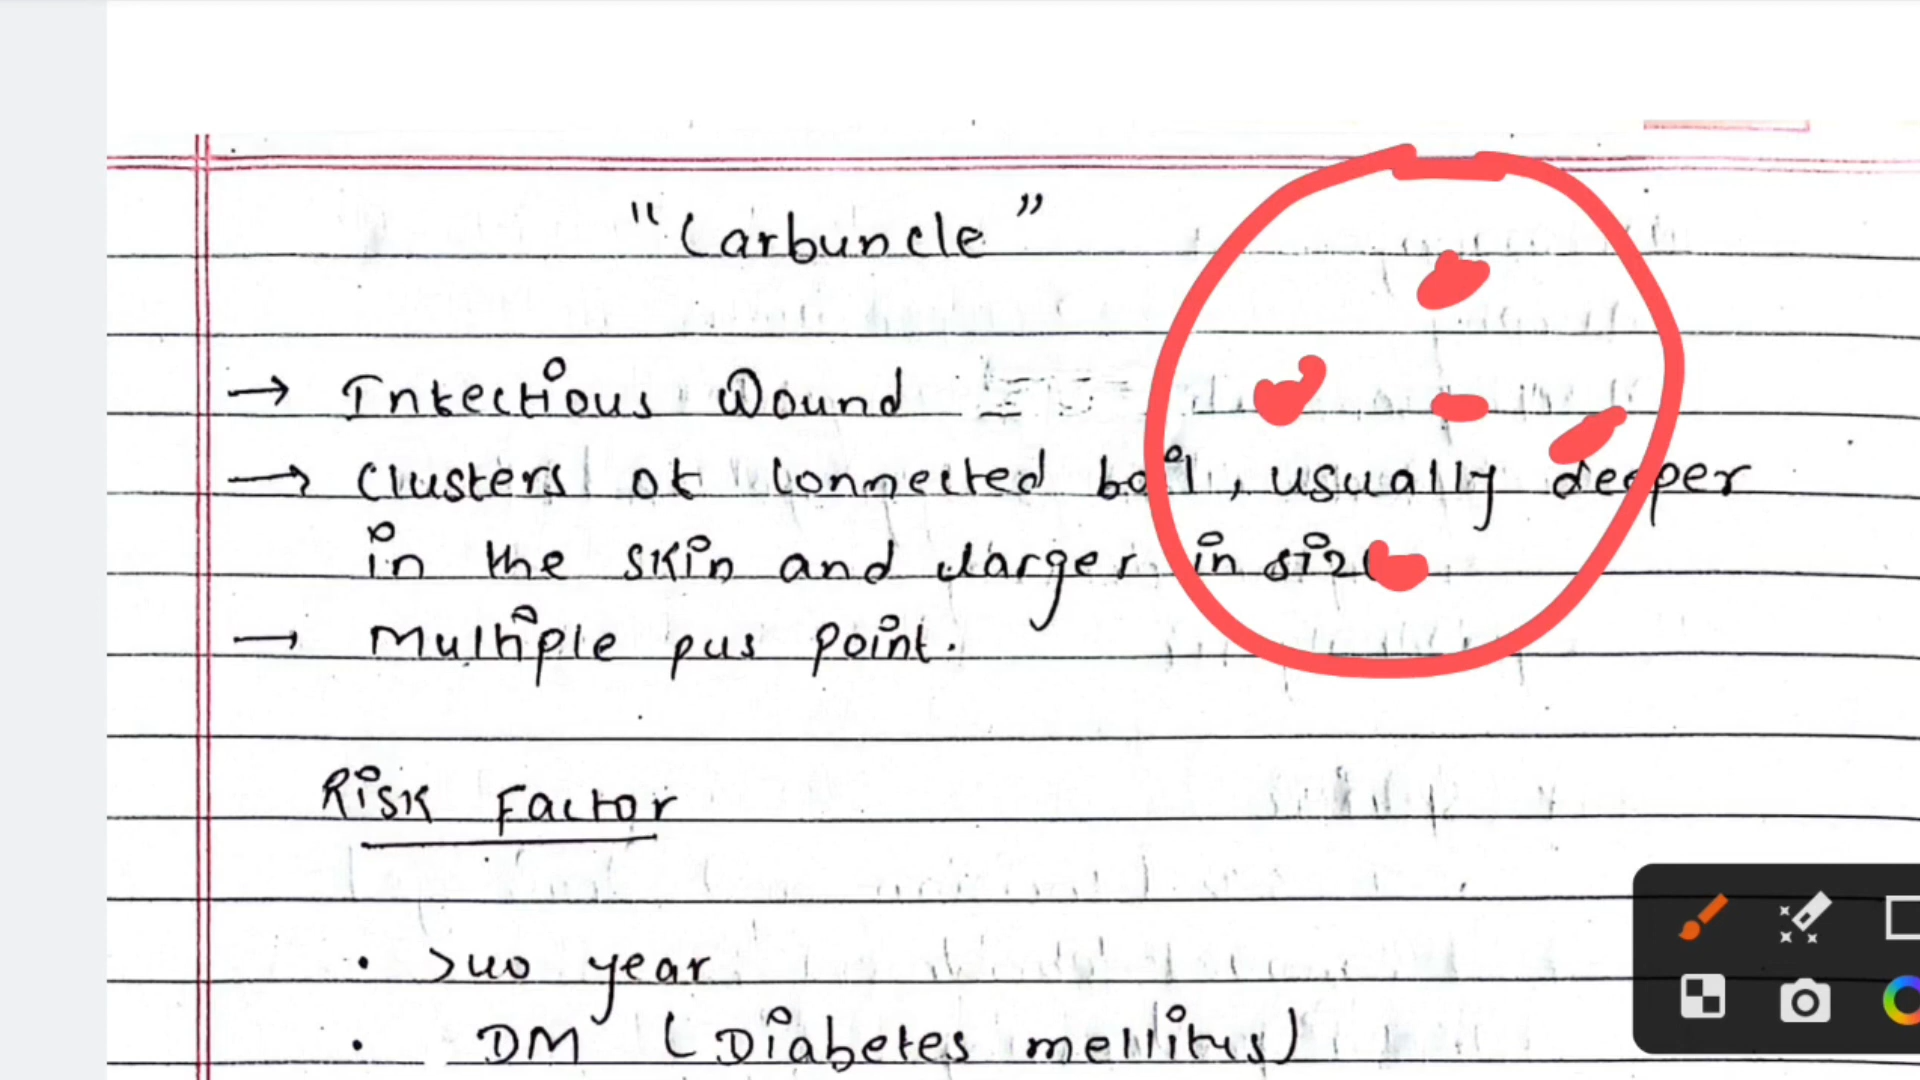 "Carbuncle"
→ Infectious Wound
→ Clusters of Connected boil, usually deeper
in the skin and larger in size
→ Multiple pus point.
Risk Factor
• >40 year
• DM (Diabetes mellitus)